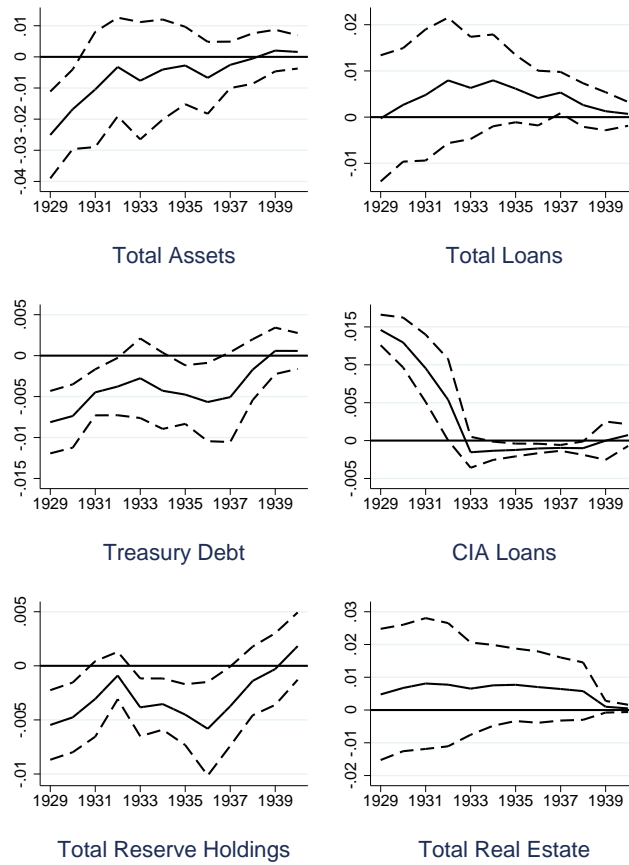 .01
0
-.01
-.02
-.03
-.04
1929 1931 1933 1935 1937 1939
Total Assets
.02
.01
0
-.01
1929 1931 1933 1935 1937 1939
Total Loans
.005
0
-.005
-.01
-.015
1929 1931 1933 1935 1937 1939
Treasury Debt
.015
.01
.005
0
-.005
1929 1931 1933 1935 1937 1939
CIA Loans
.005
0
-.005
-.01
1929 1931 1933 1935 1937 1939
Total Reserve Holdings
.03
.02
.01
0
-.01
-.02
1929 1931 1933 1935 1937 1939
Total Real Estate